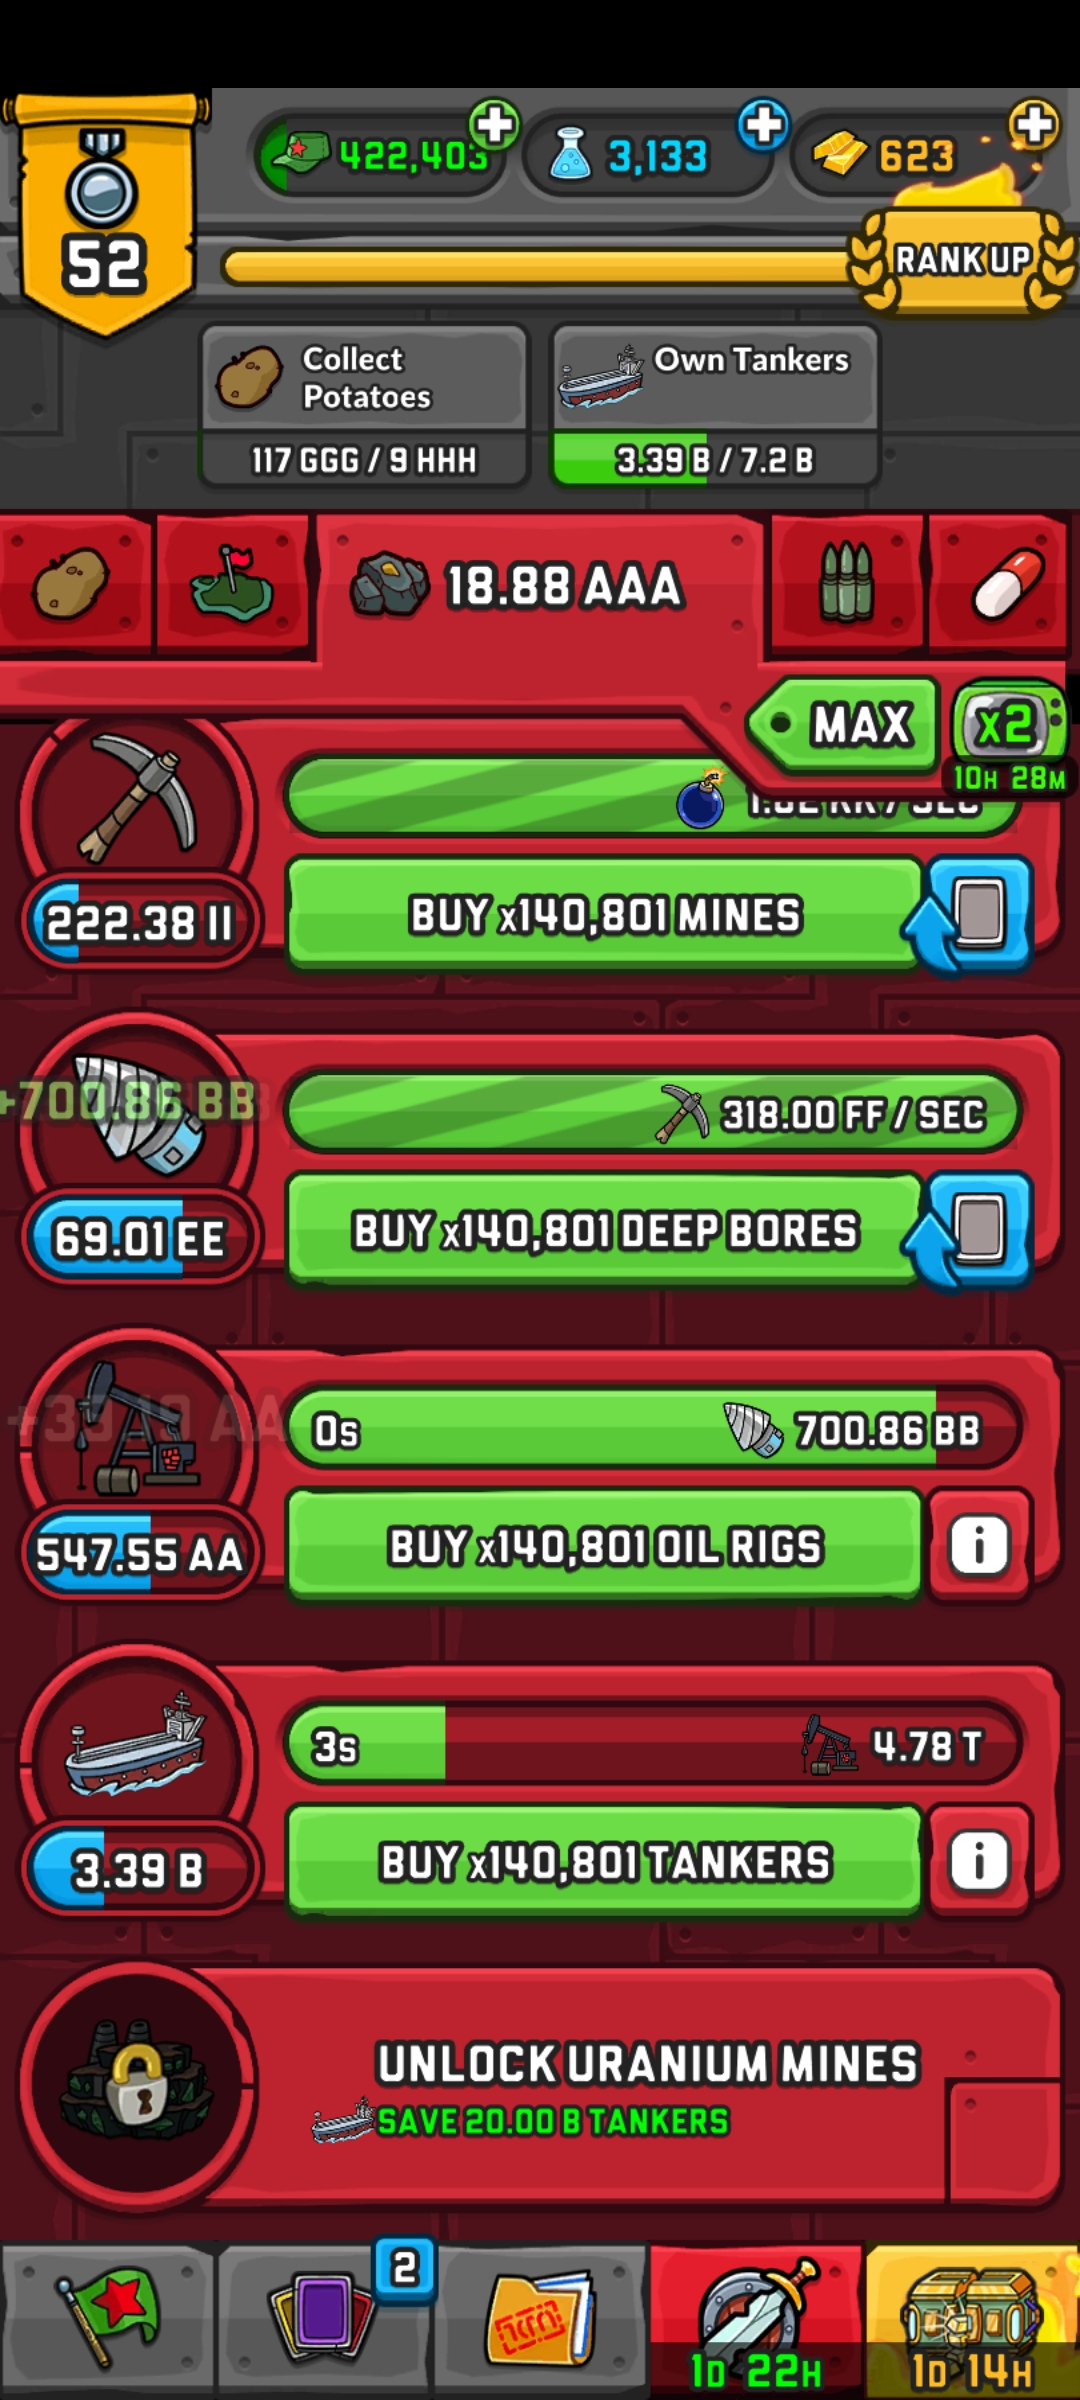 422,403
3,133
623
52
RANK UP
Collect
Potatoes
117 GGG / 9 HHH
Own Tankers
3.39 B / 7.2 B
18.88 AAA
MAX
x2
10H 28M
222.38 II
BUY x140,801 MINES
+700.86 BB
318.00 FF / SEC
69.01 EE
BUY x140,801 DEEP BORES
0s
700.86 BB
547.55 AA
BUY x140,801 OIL RIGS
i
3s
4.78 T
3.39 B
BUY x140,801 TANKERS
i
UNLOCK URANIUM MINES
SAVE 20.00 B TANKERS
2
1D 22H
1D 14H